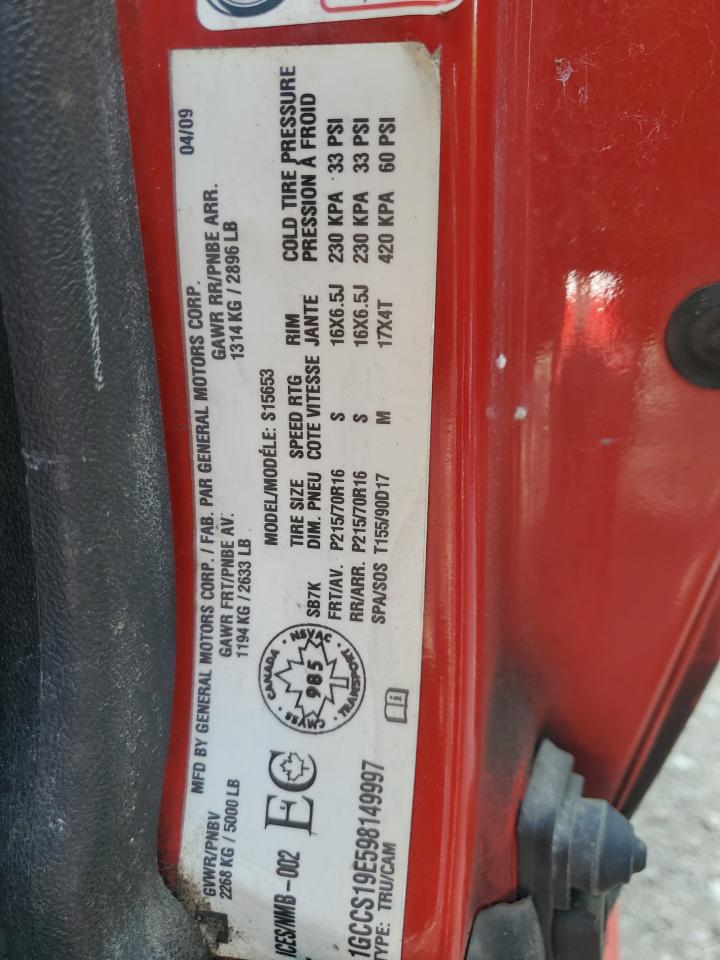 MFD BY GENERAL MOTORS CORP. / FAB. PAR GENERAL MOTORS CORP. 04/09
GVWR/PNBV GAWR FRT/PNBE AV. GAWR RR/PNBE ARR.
2268 KG / 5000 LB 1194 KG / 2633 LB 1314 KG / 2896 LB
MODEL/MODÉLE: S15653
ICES/NMB-002
EC
CANADA · NSVAC · TRANSPORT · CMVSS
985
SB7K TIRE SIZE SPEED RTG RIM COLD TIRE PRESSURE
DIM. PNEU COTE VITESSE JANTE PRESSION À FROID
FRT/AV. P215/70R16 S 16X6.5J 230 KPA 33 PSI
RR/ARR. P215/70R16 S 16X6.5J 230 KPA 33 PSI
SPA/SOS T155/90D17 M 17X4T 420 KPA 60 PSI
1GCCS19E598149997
TYPE: TRU/CAM